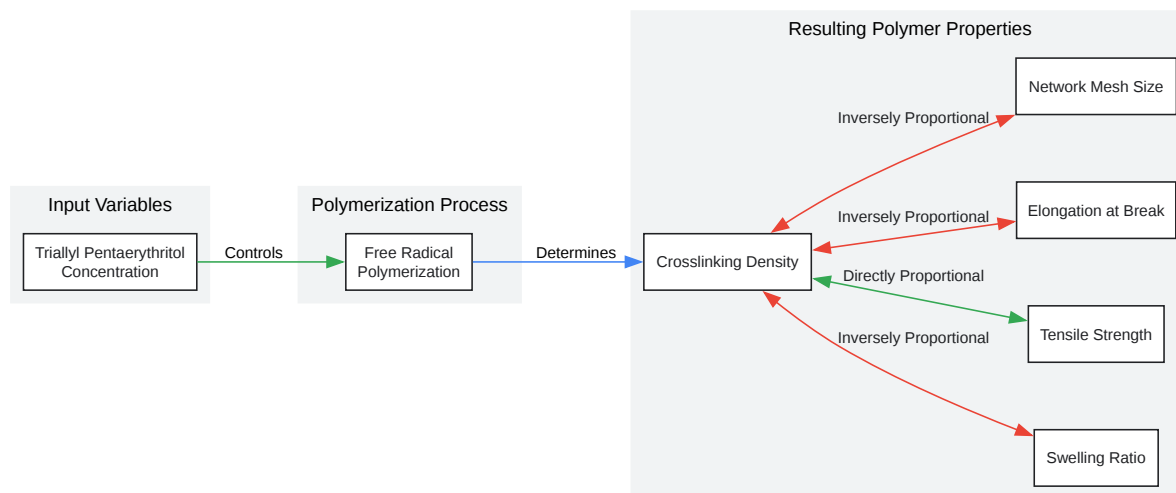 Resulting Polymer Properties
Network Mesh Size
Inversely Proportional
Input Variables
Polymerization Process
Elongation at Break
Inversely Proportional
Triallyl Pentaerythritol
Concentration
Controls
Free Radical
Polymerization
Determines
Crosslinking Density
Directly Proportional
Tensile Strength
Inversely Proportional
Swelling Ratio